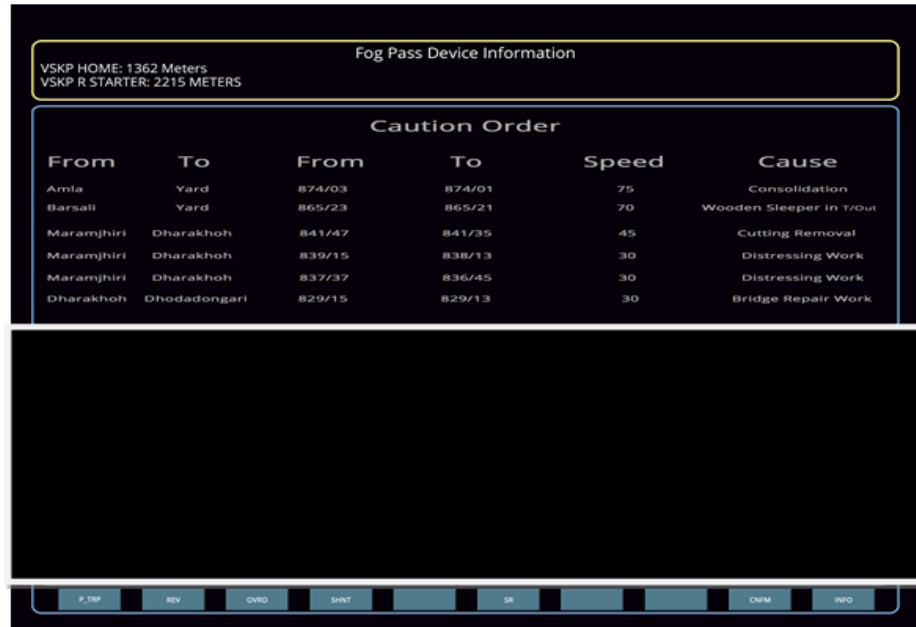 Fog Pass Device Information
VSKP HOME: 1362 Meters
VSKP R STARTER: 2215 METERS
Caution Order
From To From To Speed Cause
Amla Yard 874/03 874/01 75 Consolidation
Barsali Yard 865/23 865/21 70 Wooden Sleeper in T/Out
Maramjhiri Dharakhoh 841/47 841/35 45 Cutting Removal
Maramjhiri Dharakhoh 839/15 838/13 30 Distressing Work
Maramjhiri Dharakhoh 837/37 836/45 30 Distressing Work
Dharakhoh Dhodadongari 829/15 829/13 30 Bridge Repair Work
P_TRP REV OVRD SHNT SR CNFM INFO